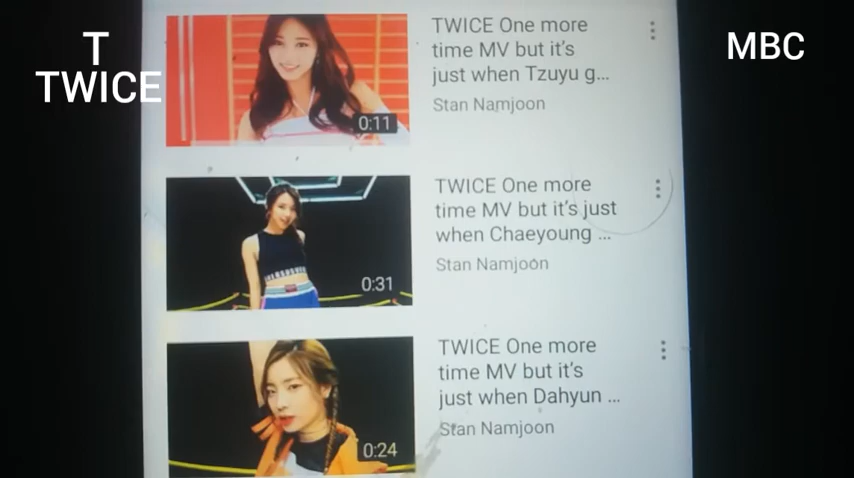 T
TWICE
MBC
TWICE One more
time MV but it's
just when Tzuyu g...
Stan Namjoon
0:11
TWICE One more
time MV but it's just
when Chaeyoung ...
Stan Namjoon
0:31
TWICE One more
time MV but it's
just when Dahyun ...
Stan Namjoon
0:24